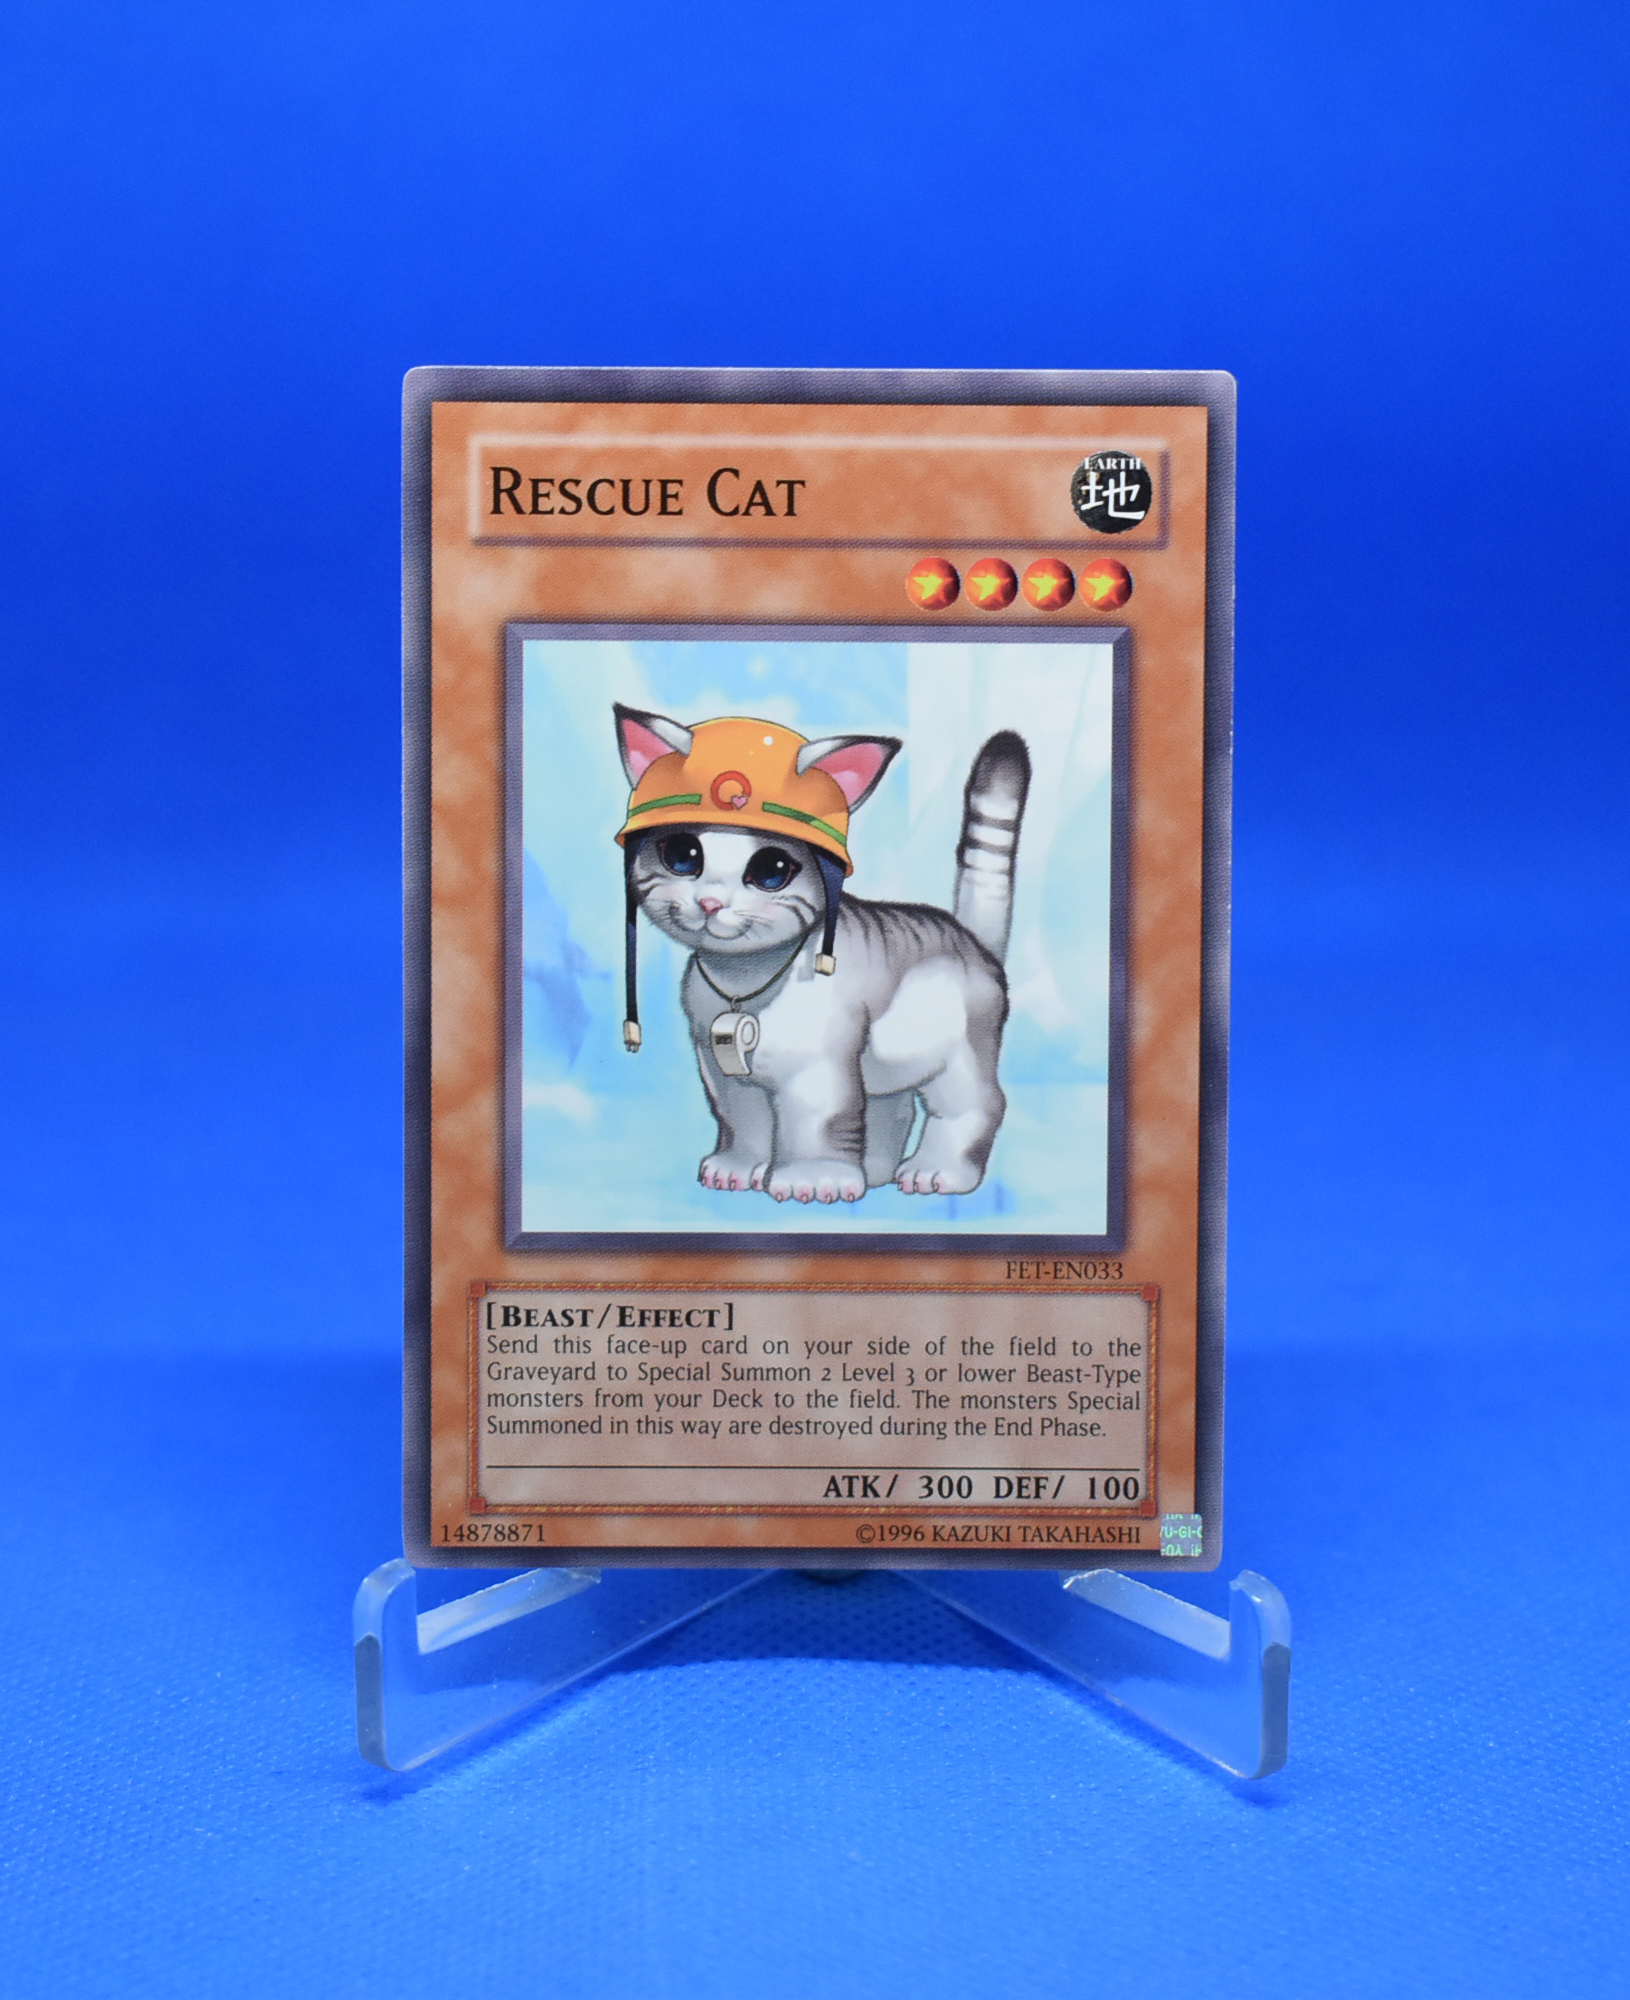 Rescue Cat
EARTH
地
FET-EN033
[Beast/Effect]
Send this face-up card on your side of the field to the
Graveyard to Special Summon 2 Level 3 or lower Beast-Type
monsters from your Deck to the field. The monsters Special
Summoned in this way are destroyed during the End Phase.
ATK/ 300 DEF/ 100
14878871
©1996 KAZUKI TAKAHASHI